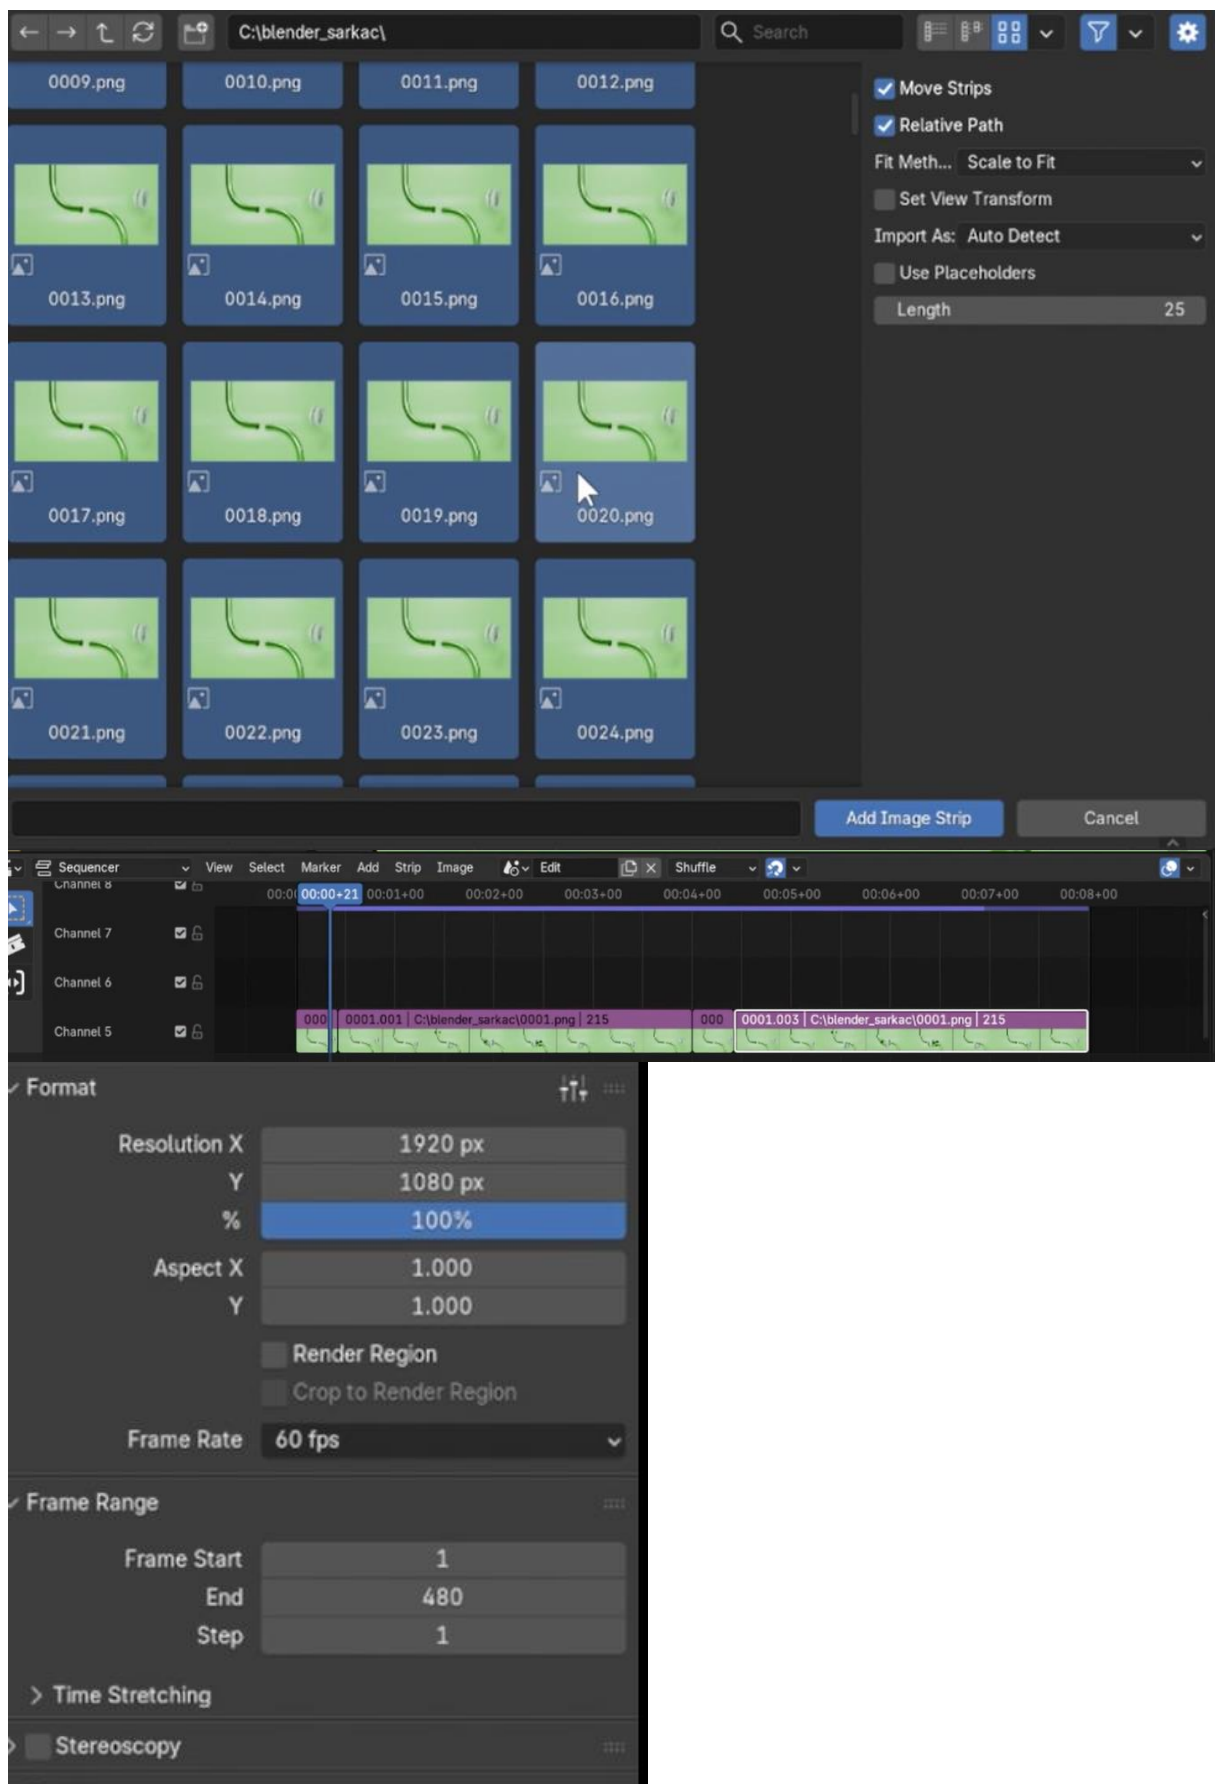 C:\blender_sarkac\
Search
0009.png 0010.png 0011.png 0012.png
Move Strips
Relative Path
Fit Meth... Scale to Fit
Set View Transform
Import As: Auto Detect
Use Placeholders
Length 25
0013.png 0014.png 0015.png 0016.png
0017.png 0018.png 0019.png 0020.png
0021.png 0022.png 0023.png 0024.png
Add Image Strip Cancel
Sequencer View Select Marker Add Strip Image Edit Shuffle
Channel 8
00:00+21 00:01+00 00:02+00 00:03+00 00:04+00 00:05+00 00:06+00 00:07+00 00:08+00
Channel 7
Channel 6
000 0001.001 | C:\blender_sarkac\0001.png | 215 000 0001.003 | C:\blender_sarkac\0001.png | 215
Channel 5
Format
Resolution X 1920 px
Y 1080 px
% 100%
Aspect X 1.000
Y 1.000
Render Region
Crop to Render Region
Frame Rate 60 fps
Frame Range
Frame Start 1
End 480
Step 1
Time Stretching
Stereoscopy